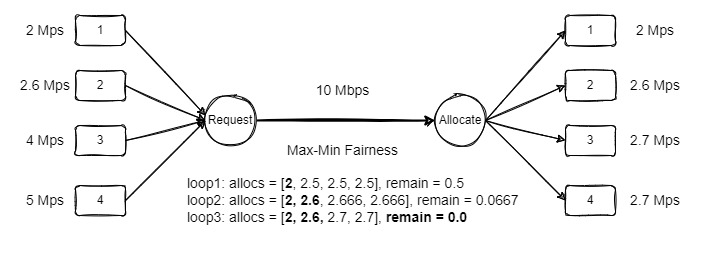 2 Mps
1
1
2 Mps
2.6 Mps
2
10 Mbps
2
2.6 Mps
Request
Allocate
4 Mps
3
Max-Min Fairness
3
2.7 Mps
loop1: allocs = [2, 2.5, 2.5, 2.5], remain = 0.5
5 Mps
4
loop2: allocs = [2, 2.6, 2.666, 2.666], remain = 0.0667
4
2.7 Mps
loop3: allocs = [2, 2.6, 2.7, 2.7], remain = 0.0